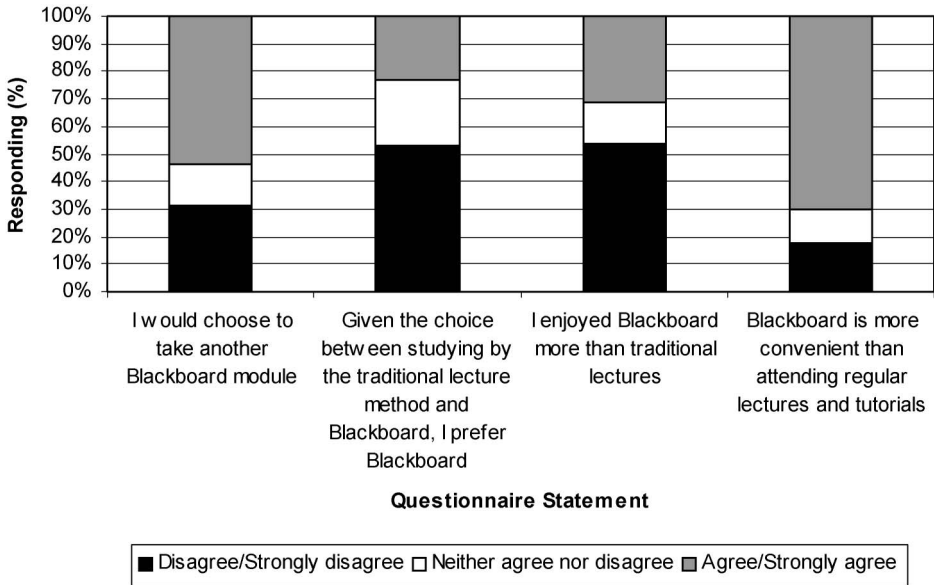 100%
90%
80%
70%
60%
50%
40%
30%
20%
10%
0%
Responding (%)
I would choose to
take another
Blackboard module
Given the choice
between studying by
the traditional lecture
method and
Blackboard, I prefer
Blackboard
I enjoyed Blackboard
more than traditional
lectures
Blackboard is more
convenient than
attending regular
lectures and tutorials
Questionnaire Statement
Disagree/Strongly disagree Neither agree nor disagree Agree/Strongly agree